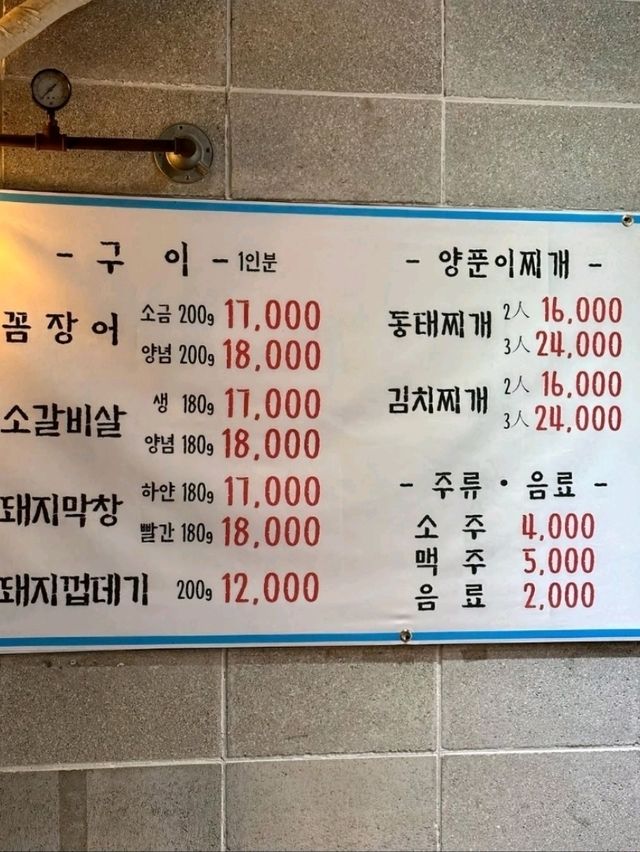 - 구 이 - 1인분
꼼장어 소금 200g 17,000
양념 200g 18,000
소갈비살 생 180g 17,000
양념 180g 18,000
돼지막창 하얀 180g 17,000
빨간 180g 18,000
돼지껍데기 200g 12,000
- 양푼이찌개 -
동태찌개 2人 16,000
3人 24,000
김치찌개 2人 16,000
3人 24,000
- 주류 · 음료 -
소 주 4,000
맥 주 5,000
음 료 2,000